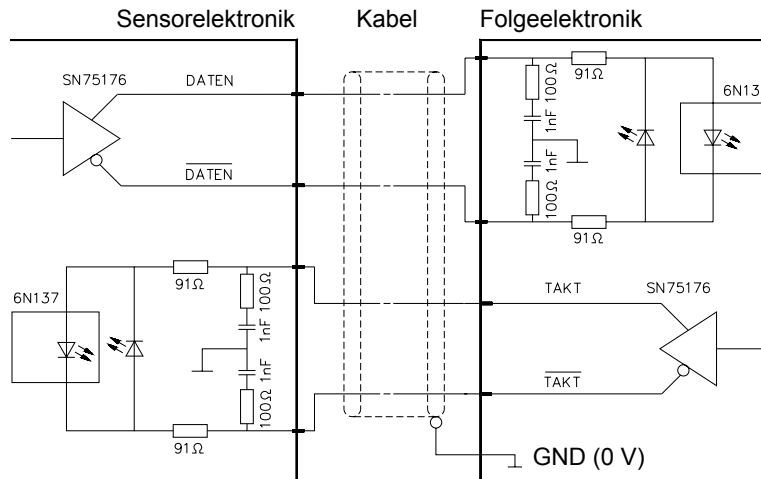 Sensorelektronik Kabel Folgeelektronik
SN75176
DATEN
DATEN
91Ω
100Ω
1nF
1nF
100Ω
91Ω
6N13
6N137
91Ω
100Ω
1nF
1nF
100Ω
91Ω
TAKT
SN75176
TAKT
GND (0 V)